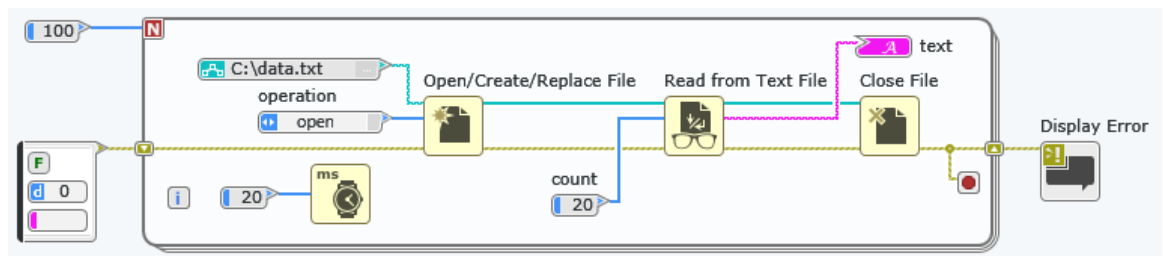 100
N
C:\data.txt ...
operation
open
Open/Create/Replace File
Read from Text File
A
text
Close File
Display Error
F
d 0
i
20
ms
count
20